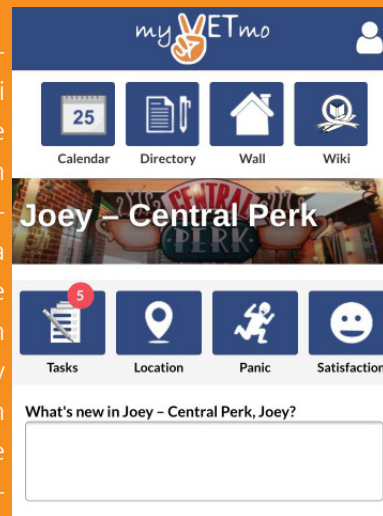 myVETmo
25
Calendar Directory Wall Wiki
Joey – Central Perk
CENTRAL
PERK
5
Tasks Location Panic Satisfaction
What's new in Joey – Central Perk, Joey?